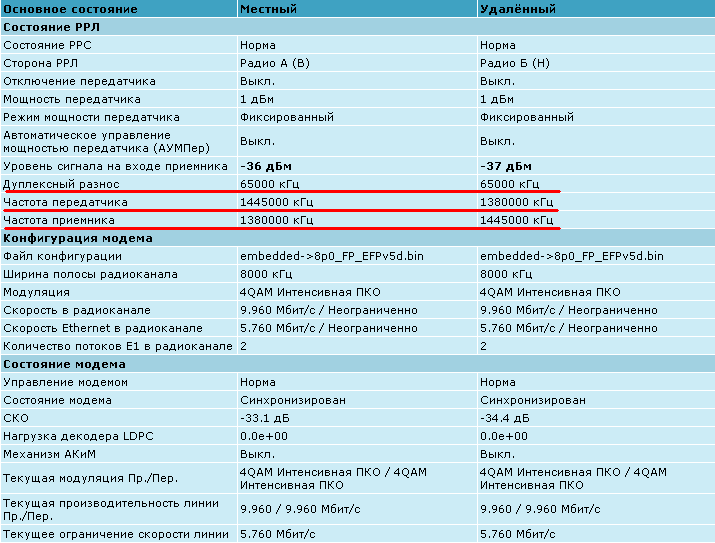 Основное состояние Местный Удалённый
Состояние РРЛ
Состояние РРС Норма Норма
Сторона РРЛ Радио А (В) Радио Б (Н)
Отключение передатчика Выкл. Выкл.
Мощность передатчика 1 дБм 1 дБм
Режим мощности передатчика Фиксированный Фиксированный
Автоматическое управление
мощностью передатчика (АУМПер) Выкл. Выкл.
Уровень сигнала на входе приемника -36 дБм -37 дБм
Дуплексный разнос 65000 кГц 65000 кГц
Частота передатчика 1445000 кГц 1380000 кГц
Частота приемника 1380000 кГц 1445000 кГц
Конфигурация модема
Файл конфигурации embedded->8p0_FP_EFPv5d.bin embedded->8p0_FP_EFPv5d.bin
Ширина полосы радиоканала 8000 кГц 8000 кГц
Модуляция 4QAM Интенсивная ПКО 4QAM Интенсивная ПКО
Скорость в радиоканале 9.960 Мбит/с / Неограниченно 9.960 Мбит/с / Неограниченно
Скорость Ethernet в радиоканале 5.760 Мбит/с / Неограниченно 5.760 Мбит/с / Неограниченно
Количество потоков Е1 в радиоканале 2 2
Состояние модема
Управление модемом Норма Норма
Состояние модема Синхронизирован Синхронизирован
СКО -33.1 дБ -34.4 дБ
Нагрузка декодера LDPC 0.0e+00 0.0e+00
Механизм АКиМ Выкл. Выкл.
Текущая модуляция Пр./Пер. 4QAM Интенсивная ПКО / 4QAM 4QAM Интенсивная ПКО / 4QAM
Интенсивная ПКО Интенсивная ПКО
Текущая производительность линии
Пр./Пер. 9.960 / 9.960 Мбит/с 9.960 / 9.960 Мбит/с
Текущее ограничение скорости линии 5.760 Мбит/с 5.760 Мбит/с